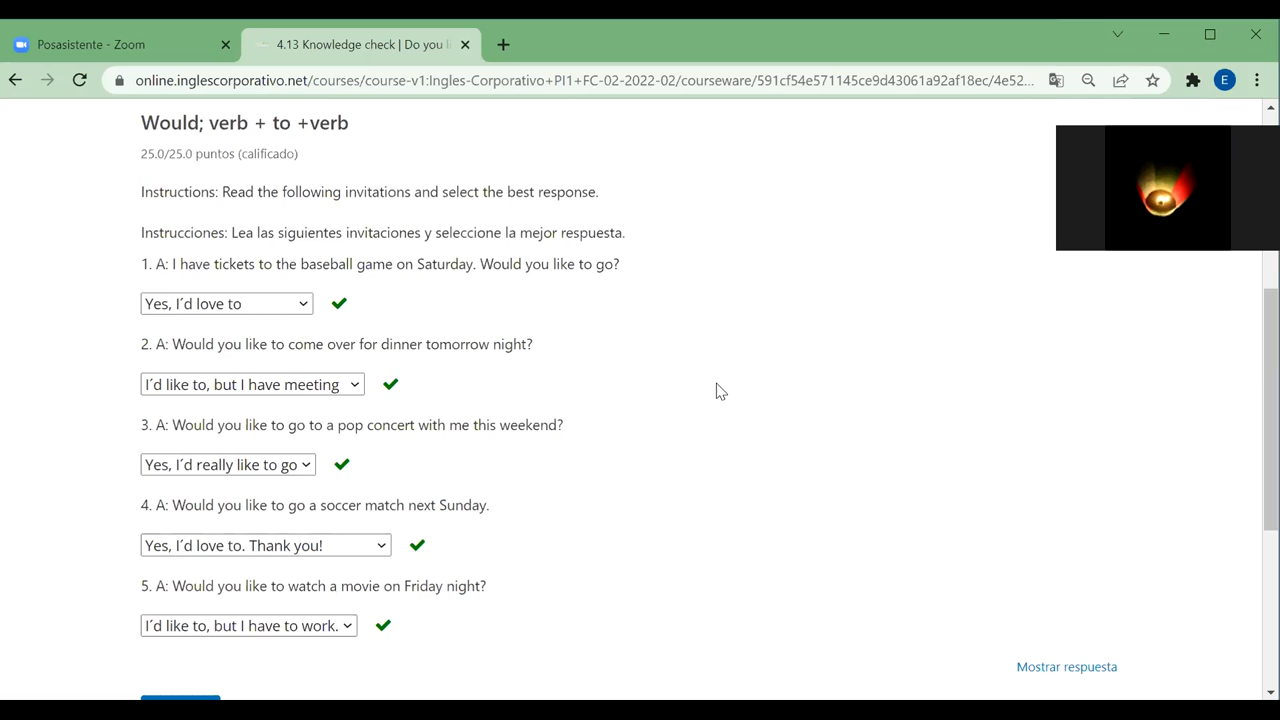 Posasistente - Zoom
4.13 Knowledge check | Do you li
online.inglescorporativo.net/courses/course-v1:Ingles-Corporativo+PI1+FC-02-2022-02/courseware/591cf54e571145ce9d43061a92af18ec/4e52...
E
Would; verb + to +verb
25.0/25.0 puntos (calificado)
Instructions: Read the following invitations and select the best response.
Instrucciones: Lea las siguientes invitaciones y seleccione la mejor respuesta.
1. A: I have tickets to the baseball game on Saturday. Would you like to go?
Yes, I´d love to
2. A: Would you like to come over for dinner tomorrow night?
I´d like to, but I have meeting
3. A: Would you like to go to a pop concert with me this weekend?
Yes, I´d really like to go
4. A: Would you like to go a soccer match next Sunday.
Yes, I´d love to. Thank you!
5. A: Would you like to watch a movie on Friday night?
I´d like to, but I have to work.
Mostrar respuesta